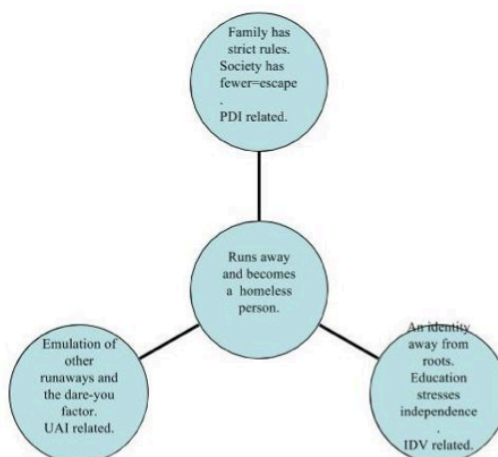 Family has
strict rules.
Society has
fewer=escape
.
PDI related.
Runs away
and becomes
a homeless
person.
Emulation of
other
runaways and
the dare-you
factor.
UAI related.
An identity
away from
roots.
Education
stresses
independence
.
IDV related.